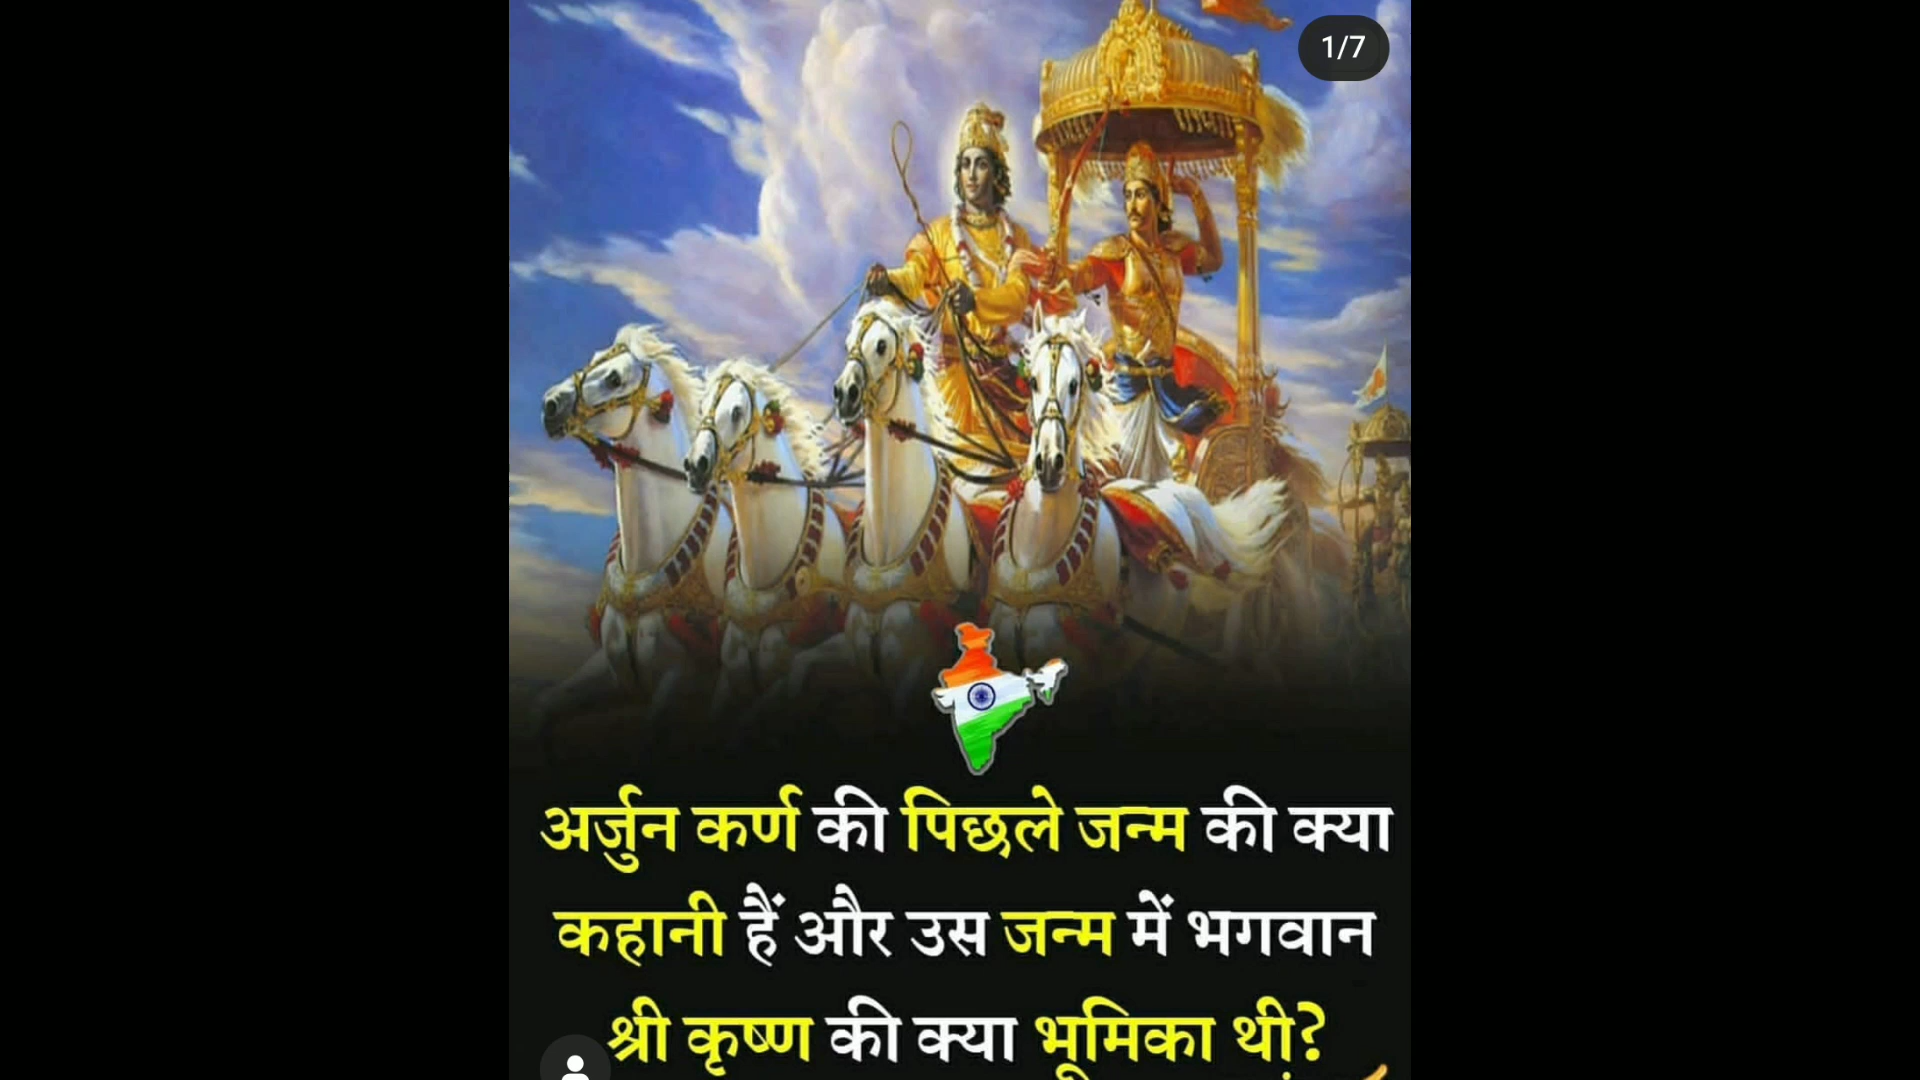 1/7
अर्जुन कर्ण की पिछले जन्म की क्या
कहानी हैं और उस जन्म में भगवान
श्री कृष्ण की क्या भूमिका थी?